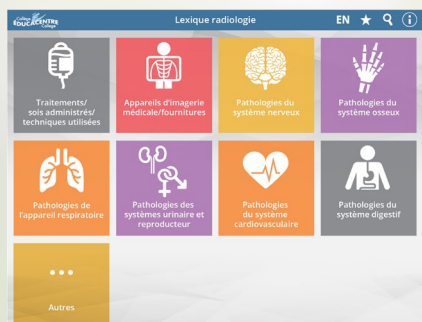 Collège
ÉDUCACENTRE
College
Lexique radiologie
EN
Traitements/
soins administrés/
techniques utilisées
Appareils d'imagerie
médicale/fournitures
Pathologies du
système nerveux
Pathologies du
système osseux
Pathologies de
l'appareil respiratoire
Pathologies des
systèmes urinaire et
reproducteur
Pathologies
du système
cardiovasculaire
Pathologies du
système digestif
Autres